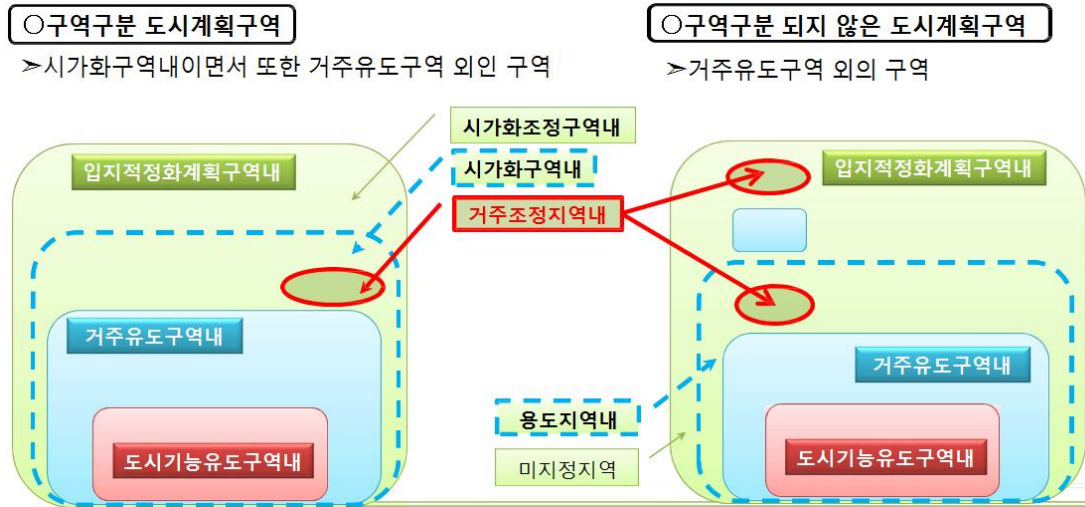 ○구역구분 도시계획구역
➢시가화구역내이면서 또한 거주유도구역 외인 구역
○구역구분 되지 않은 도시계획구역
➢거주유도구역 외의 구역
시가화조정구역내
시가화구역내
거주조정지역내
입지적정화계획구역내
거주유도구역내
도시기능유도구역내
입지적정화계획구역내
거주유도구역내
용도지역내
미지정지역
도시기능유도구역내